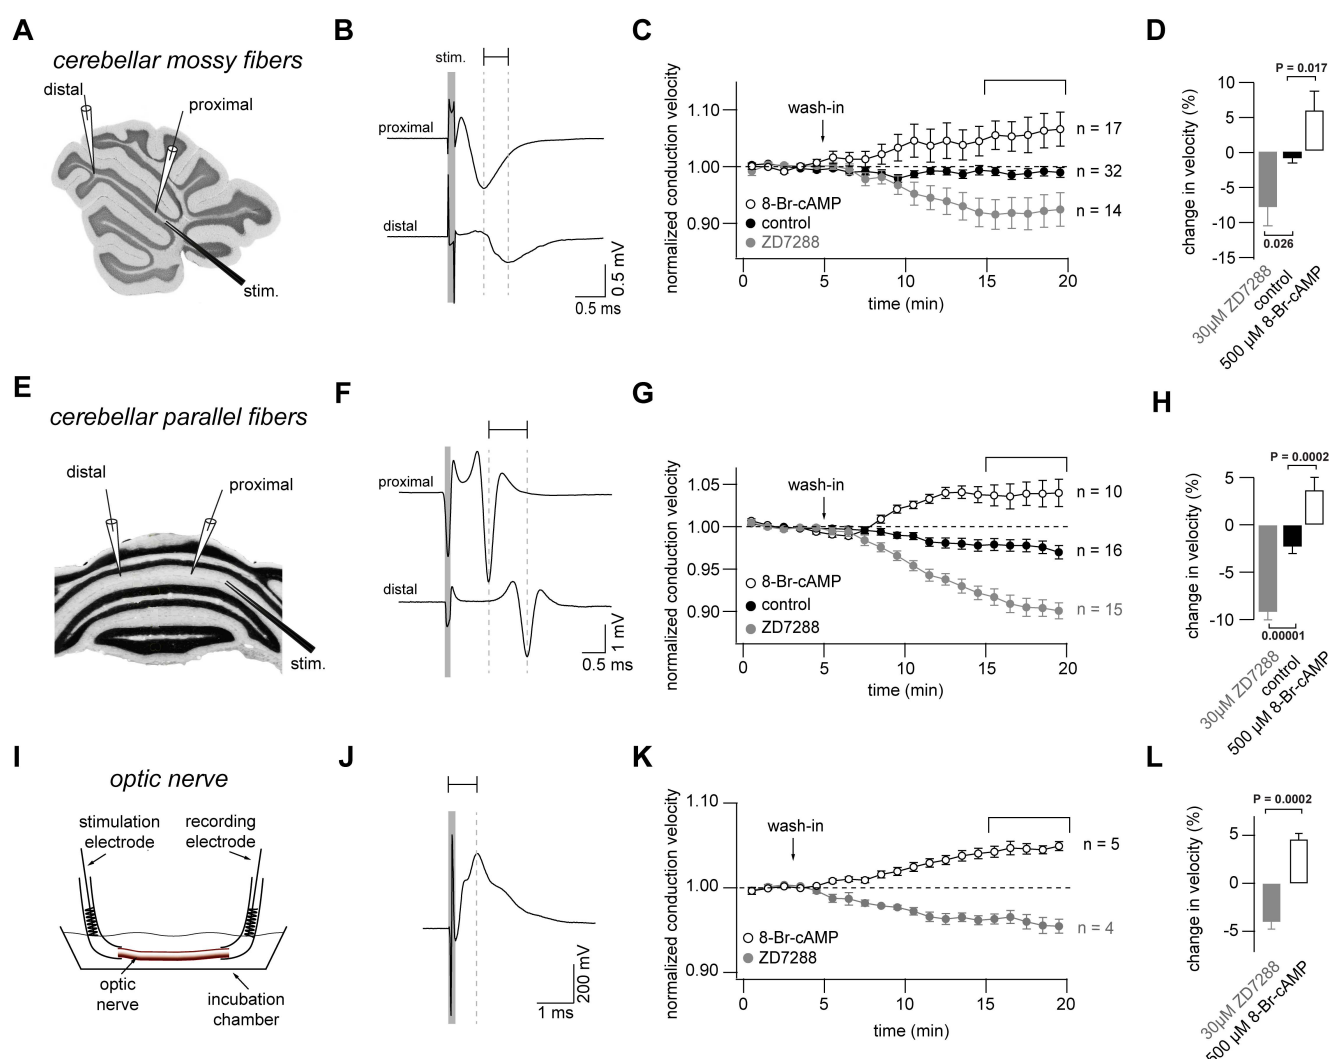 A
cerebellar mossy fibers
distal
proximal
stim.
B
stim.
proximal
distal
0.5 mV
0.5 ms
C
normalized conduction velocity
1.10
1.00
0.90
wash-in
n = 17
n = 32
n = 14
8-Br-cAMP
control
ZD7288
0 5 10 15 20
time (min)
D
P = 0.017
change in velocity (%)
10
5
0
-5
-10
-15
0.026
30µM ZD7288
control
500 µM 8-Br-cAMP
E
cerebellar parallel fibers
distal
proximal
stim.
F
proximal
distal
1 mV
0.5 ms
G
normalized conduction velocity
1.05
1.00
0.95
0.90
wash-in
n = 10
n = 16
n = 15
8-Br-cAMP
control
ZD7288
0 5 10 15 20
time (min)
H
P = 0.0002
change in velocity (%)
5
0
-5
-10
0.00001
30µM ZD7288
control
500 µM 8-Br-cAMP
I
optic nerve
stimulation
electrode
recording
electrode
optic
nerve
incubation
chamber
J
200 mV
1 ms
K
normalized conduction velocity
1.10
1.00
0.90
wash-in
n = 5
n = 4
8-Br-cAMP
ZD7288
0 5 10 15 20
time (min)
L
P = 0.0002
change in velocity (%)
5
0
-5
30µM ZD7288
500 µM 8-Br-cAMP